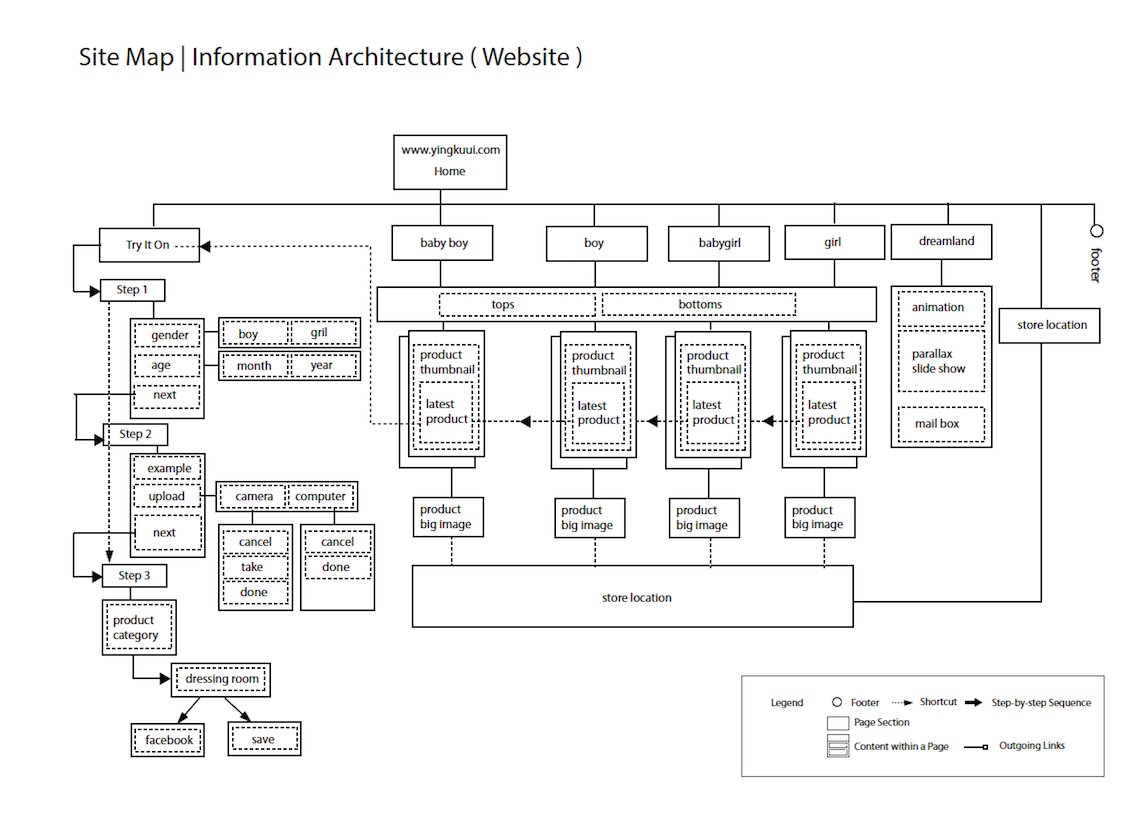 Site Map | Information Architecture ( Website )
www.yingkuui.com
Home
Try It On
baby boy
boy
babygirl
girl
dreamland
footer
Step 1
gender
boy
gril
age
month
year
next
Step 2
example
upload
camera
computer
next
cancel
take
done
cancel
done
Step 3
product
category
dressing room
facebook
save
tops
bottoms
product
thumbnail
latest
product
product
thumbnail
latest
product
product
thumbnail
latest
product
product
thumbnail
latest
product
product
big image
product
big image
product
big image
product
big image
store location
animation
parallax
slide show
mail box
store location
Legend
Footer
Shortcut
Step-by-step Sequence
Page Section
Content within a Page
Outgoing Links